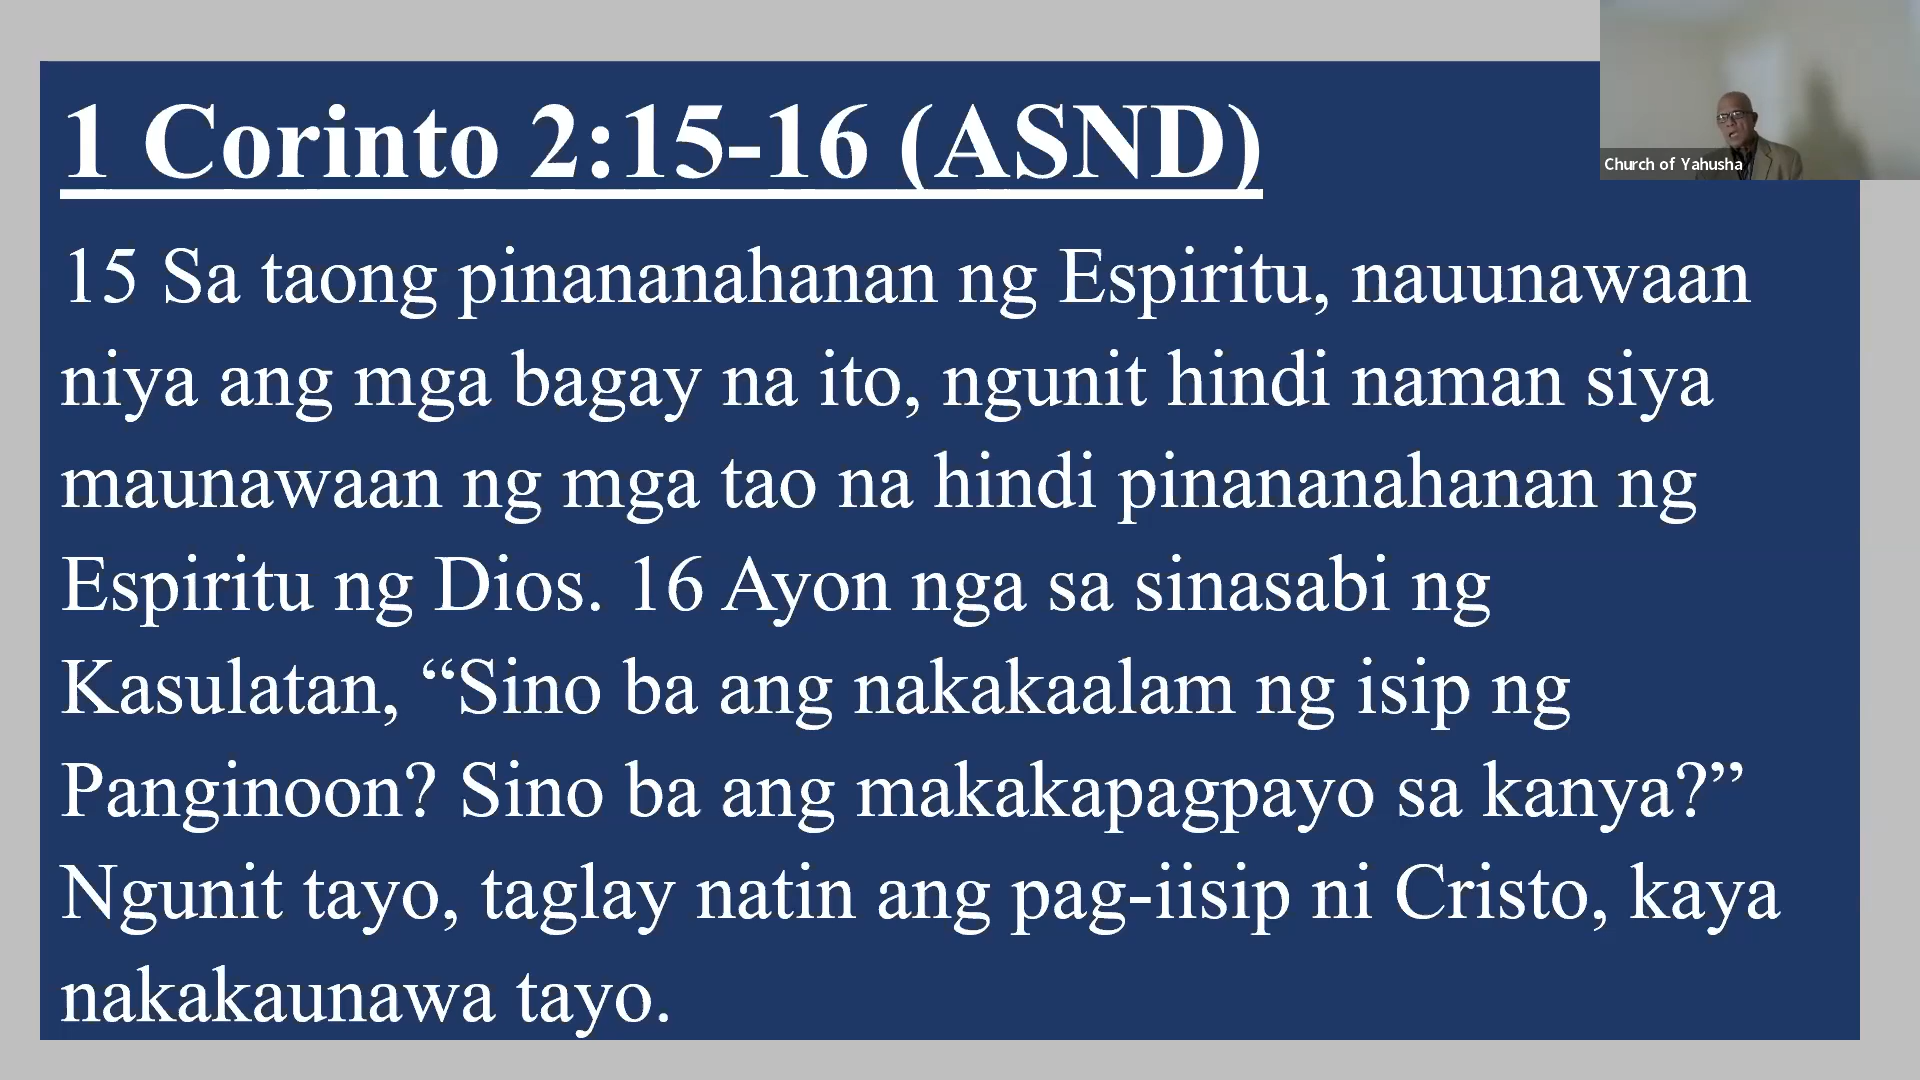 1 Corinto 2:15-16 (ASND)
Church of Yahusha
15 Sa taong pinananahanan ng Espiritu, nauunawaan
niya ang mga bagay na ito, ngunit hindi naman siya
maunawaan ng mga tao na hindi pinananahanan ng
Espiritu ng Dios. 16 Ayon nga sa sinasabi ng
Kasulatan, “Sino ba ang nakakaalam ng isip ng
Panginoon? Sino ba ang makakapagpayo sa kanya?”
Ngunit tayo, taglay natin ang pag-iisip ni Cristo, kaya
nakakaunawa tayo.